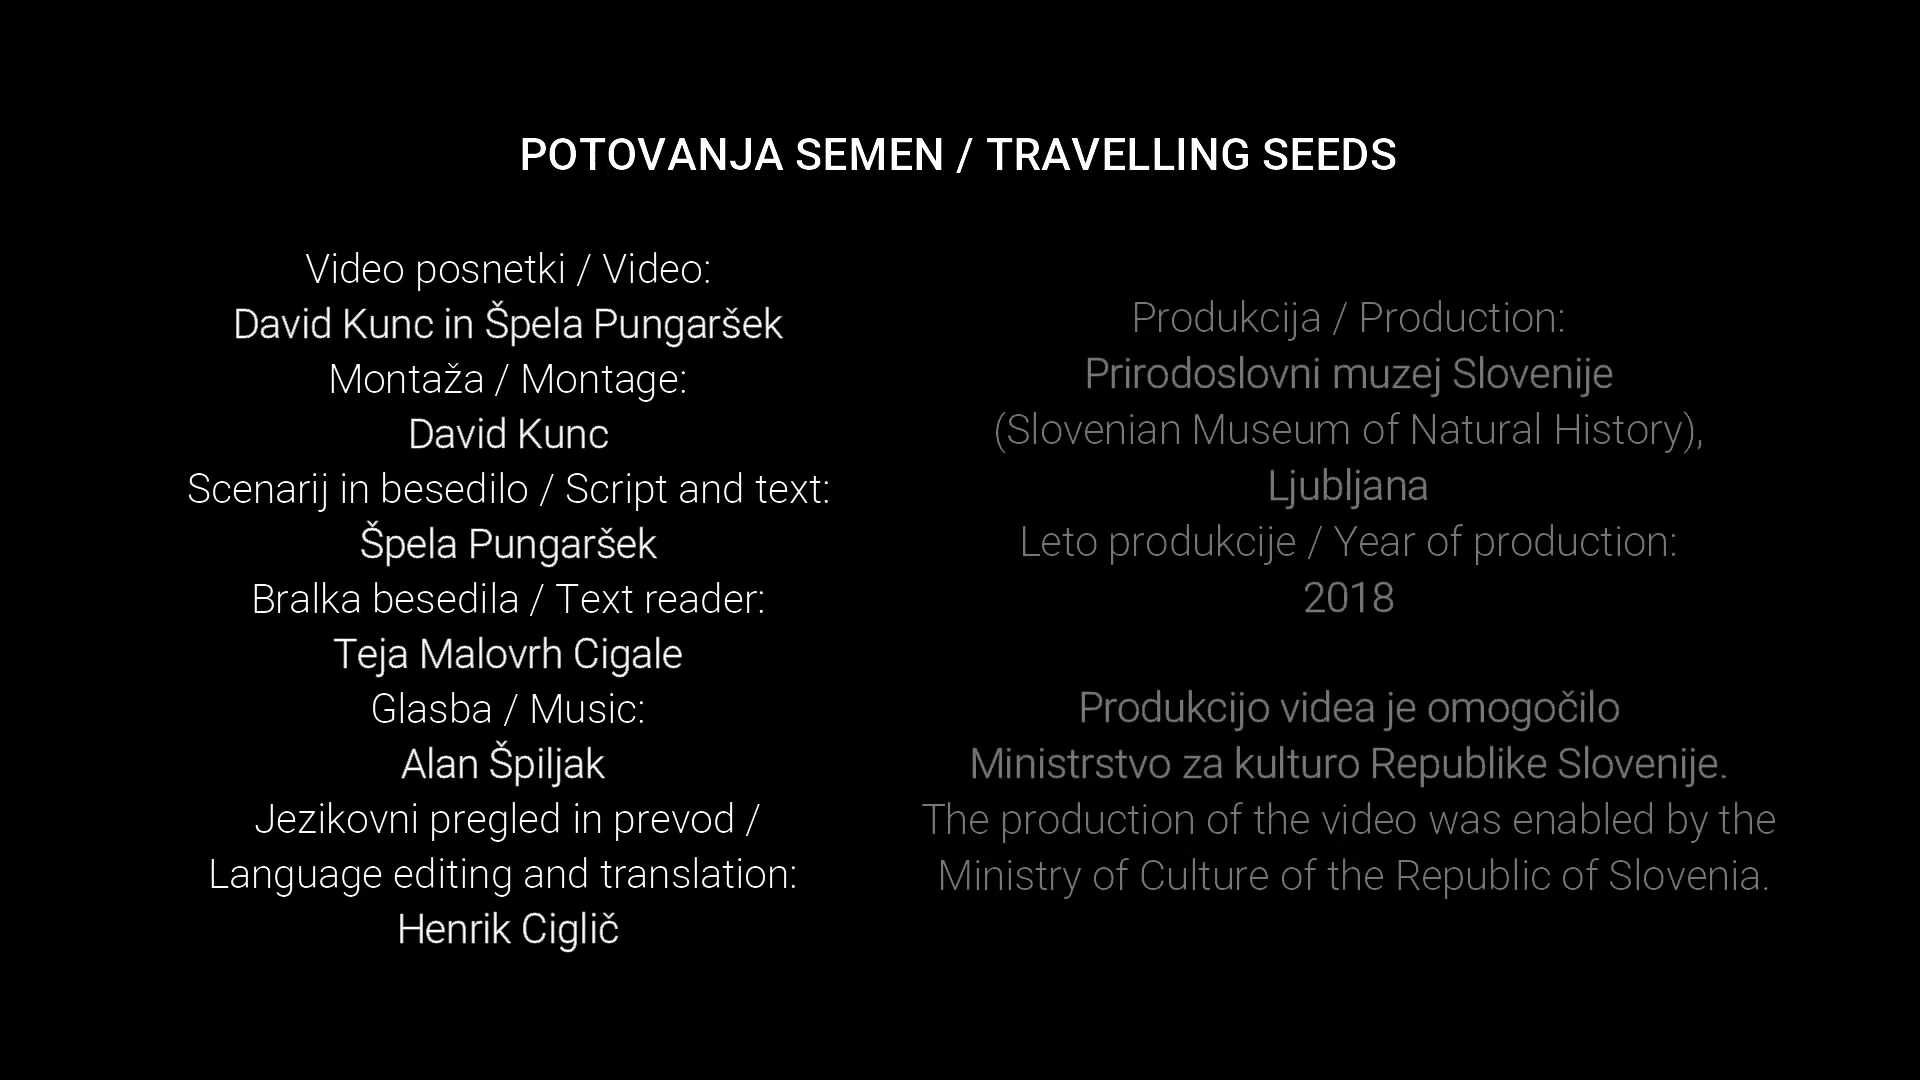 POTOVANJA SEMEN / TRAVELLING SEEDS
Video posnetki / Video:
David Kunc in Špela Pungaršek
Montaža / Montage:
David Kunc
Scenarij in besedilo / Script and text:
Špela Pungaršek
Bralka besedila / Text reader:
Teja Malovrh Cigale
Glasba / Music:
Alan Špiljak
Jezikovni pregled in prevod /
Language editing and translation:
Henrik Ciglič
Produkcija / Production:
Prirodoslovni muzej Slovenije
(Slovenian Museum of Natural History),
Ljubljana
Leto produkcije / Year of production:
2018
Produkcijo videa je omogočilo
Ministrstvo za kulturo Republike Slovenije.
The production of the video was enabled by the
Ministry of Culture of the Republic of Slovenia.